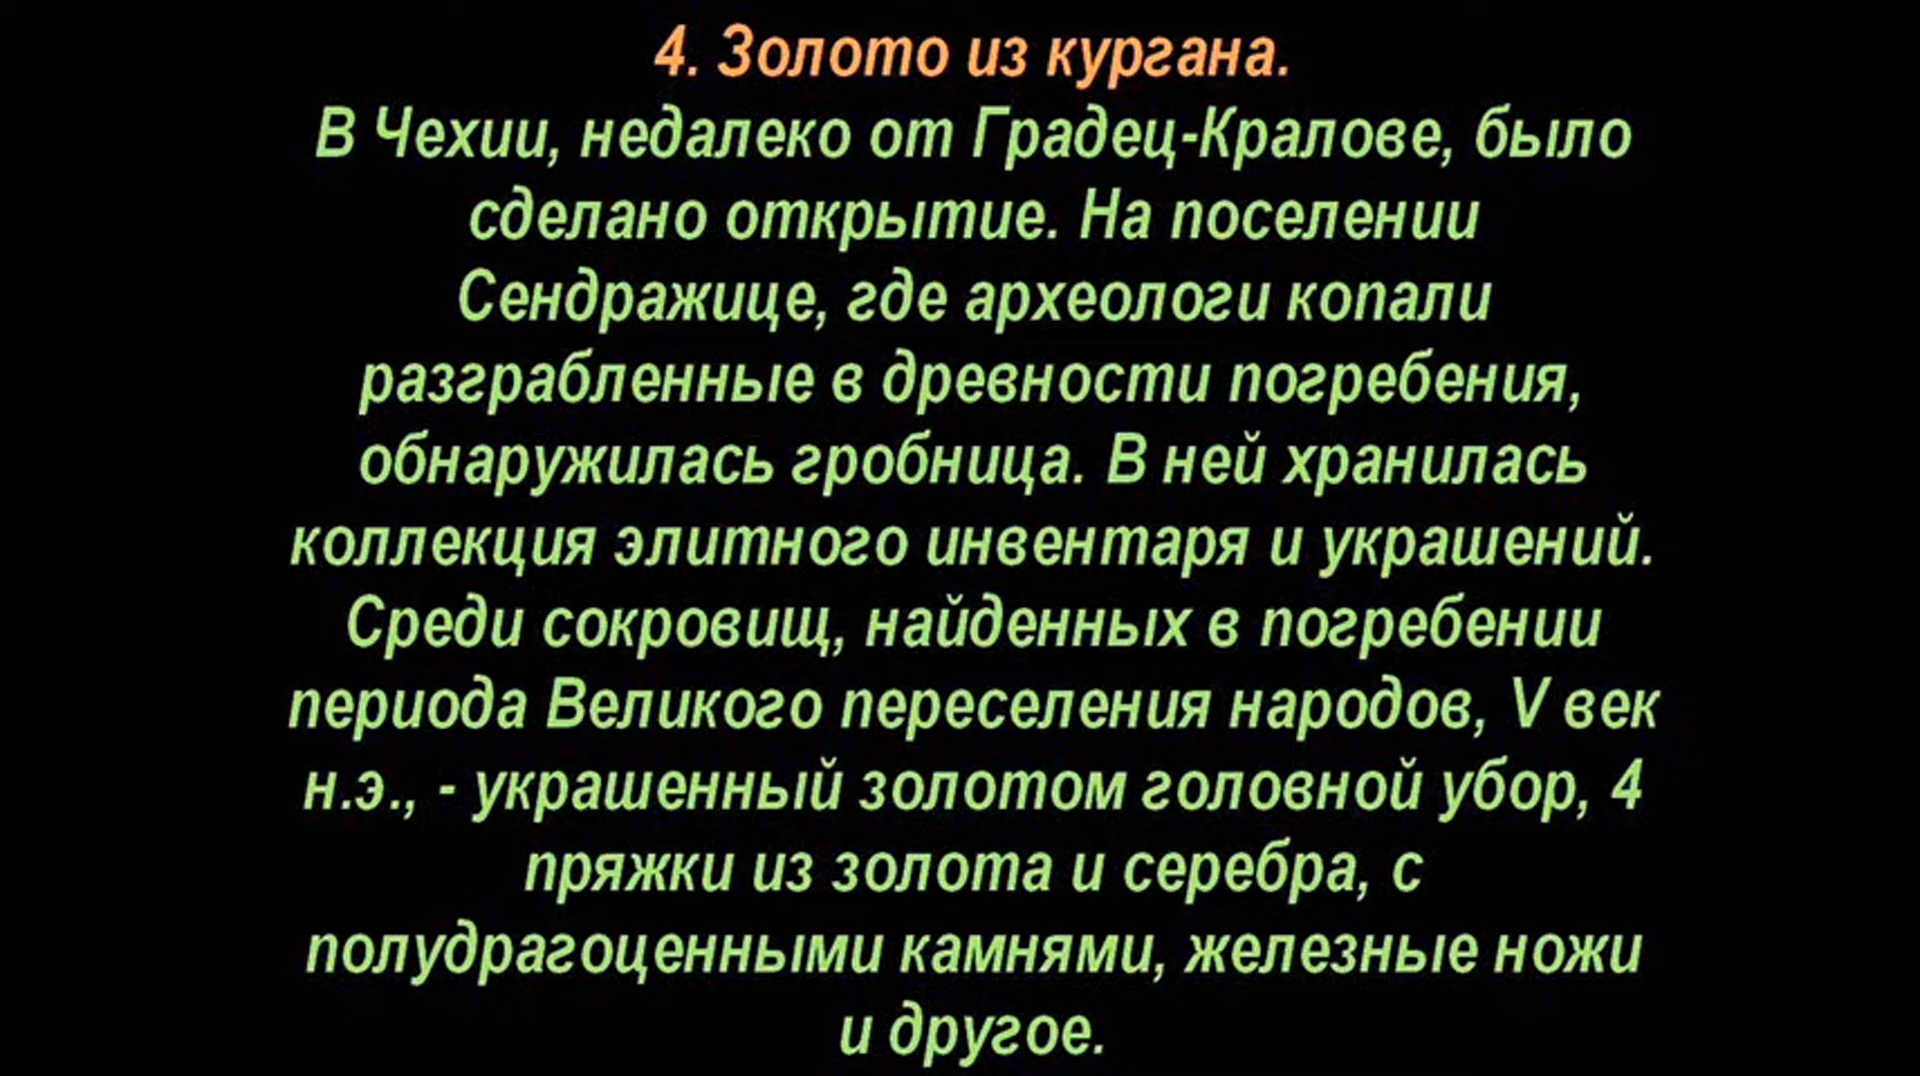 4. Золото из кургана.
В Чехии, недалеко от Градец-Кралове, было
сделано открытие. На поселении
Сендражице, где археологи копали
разграбленные в древности погребения,
обнаружилась гробница. В ней хранилась
коллекция элитного инвентаря и украшений.
Среди сокровищ, найденных в погребении
периода Великого переселения народов, V век
н.э., - украшенный золотом головной убор, 4
пряжки из золота и серебра, с
полудрагоценными камнями, железные ножи
и другое.